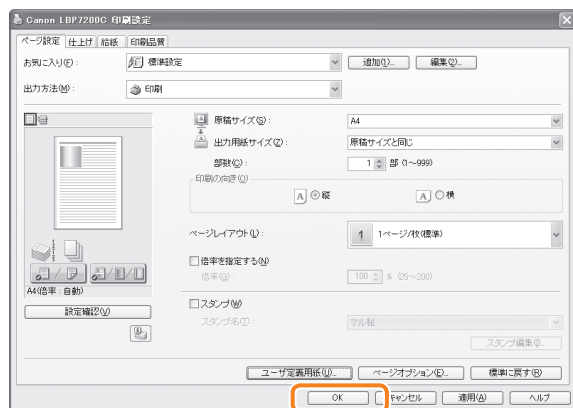 Canon LBP7200C 印刷設定
ページ設定 仕上げ 給紙 印刷品質
お気に入り(F): 標準設定 追加(1)... 編集(2)...
出力方法(M): 印刷
原稿サイズ(S): A4
出力用紙サイズ(Z): 原稿サイズと同じ
部数(C): 1 部 (1~999)
印刷の向き(O)
A 縦 A 横
ページレイアウト(L): 1 1ページ/枚(標準)
倍率を指定する(N)
倍率(G): 100 % (25~200)
A4(倍率:自動)
設定確認(V)
スタンプ(W)
スタンプ名(T): マル秘
スタンプ編集
ユーザ定義用紙(U)... ページオプション(E)... 標準に戻す(R)
OK キャンセル 適用(A) ヘルプ